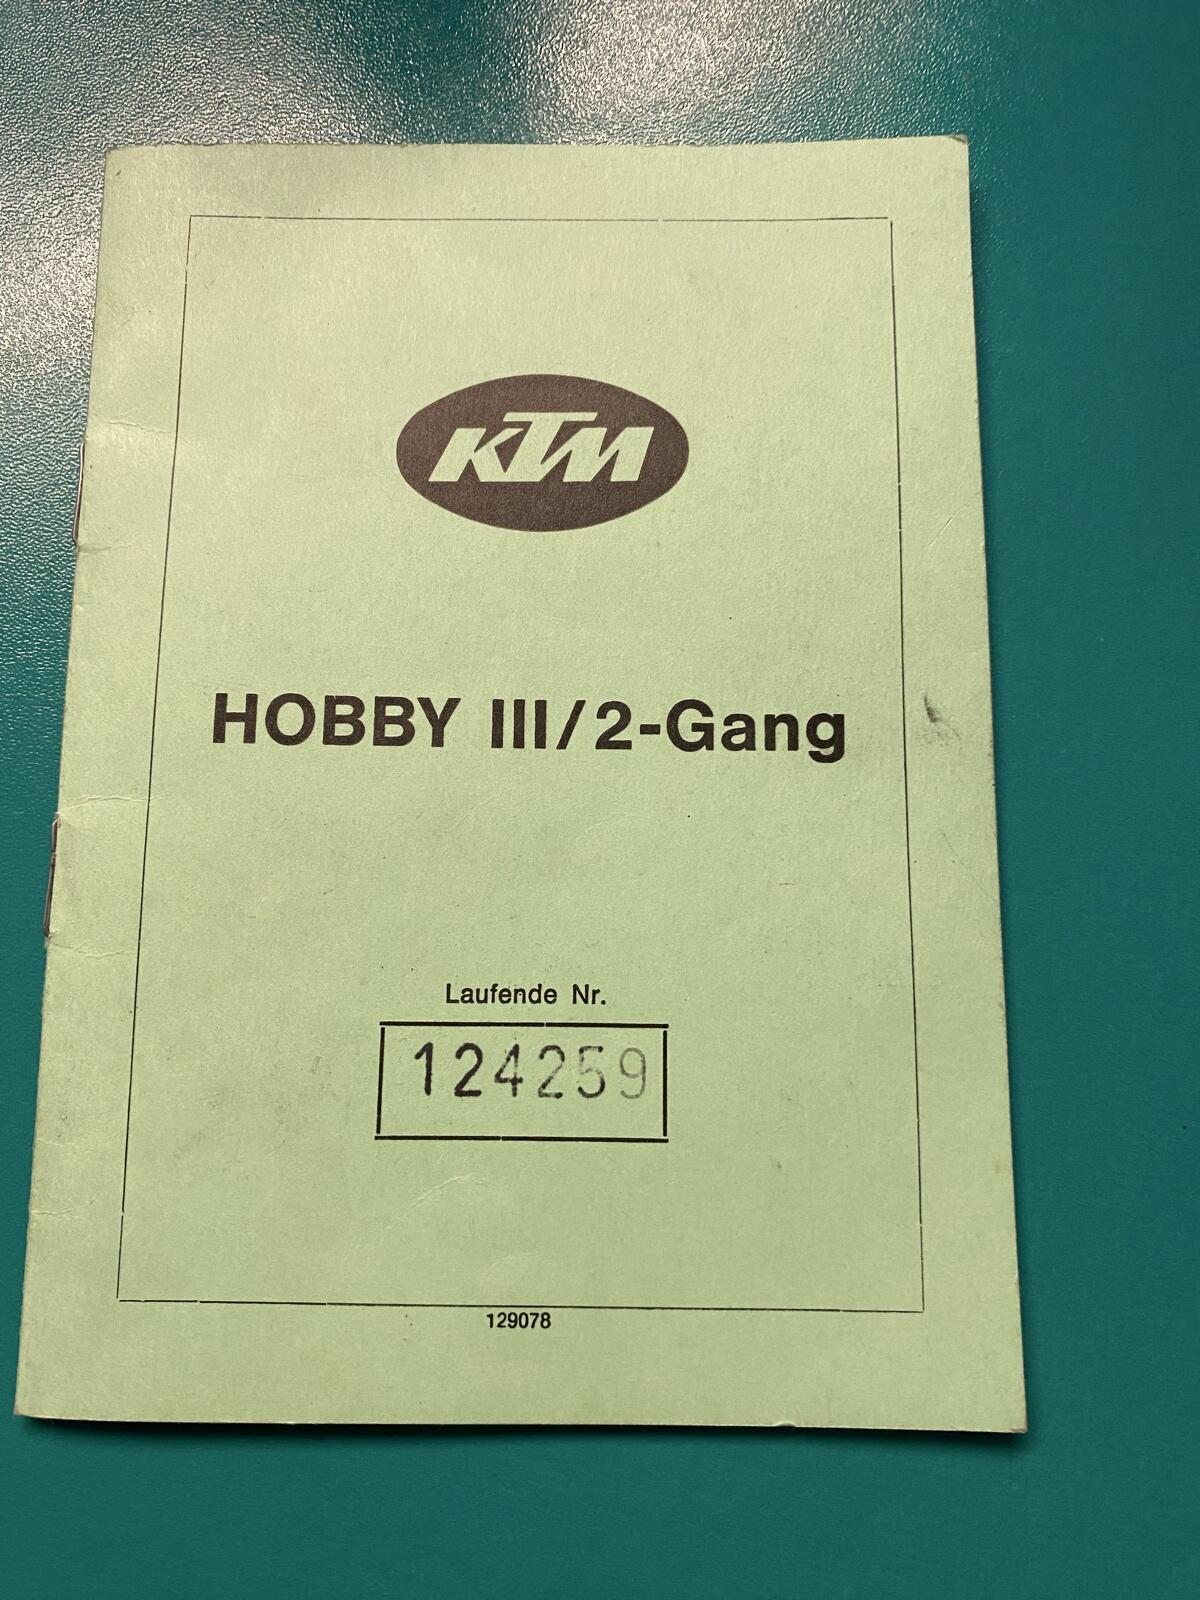 KTM
HOBBY III/2-Gang
Laufende Nr.
124259
129078